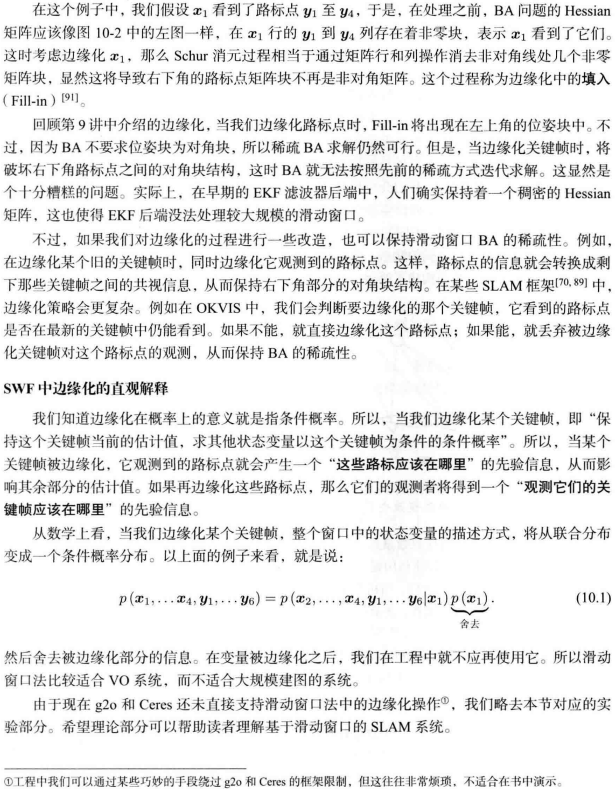 在这个例子中，我们假设 x₁ 看到了路标点 y₁ 至 y₄，于是，在处理之前，BA 问题的 Hessian
矩阵应该像图 10-2 中的左图一样，在 x₁ 行的 y₁ 到 y₄ 列存在着非零块，表示 x₁ 看到了它们。
这时考虑边缘化 x₁，那么 Schur 消元过程相当于通过矩阵行和列操作消去非对角线处几个非零
矩阵块，显然这将导致右下角的路标点矩阵块不再是非对角矩阵。这个过程称为边缘化中的填入
（Fill-in）[91]。
回顾第 9 讲中介绍的边缘化，当我们边缘化路标点时，Fill-in 将出现在左上角的位姿块中。不
过，因为 BA 不要求位姿块为对角块，所以稀疏 BA 求解仍然可行。但是，当边缘化关键帧时，将
破坏右下角路标点之间的对角块结构，这时 BA 就无法按照先前的稀疏方式迭代求解。这显然是
个十分糟糕的问题。实际上，在早期的 EKF 滤波器后端中，人们确实保持着一个稠密的 Hessian
矩阵，这也使得 EKF 后端没法处理较大规模的滑动窗口。
不过，如果我们对边缘化的过程进行一些改造，也可以保持滑动窗口 BA 的稀疏性。例如，
在边缘化某个旧的关键帧时，同时边缘化它观测到的路标点。这样，路标点的信息就会转换成剩
下那些关键帧之间的共视信息，从而保持右下角部分的对角块结构。在某些 SLAM 框架[70, 89] 中，
边缘化策略会更复杂。例如在 OKVIS 中，我们会判断要边缘化的那个关键帧，它看到的路标点
是否在最新的关键帧中仍能看到。如果不能，就直接边缘化这个路标点；如果能，就丢弃被边缘
化关键帧对这个路标点的观测，从而保持 BA 的稀疏性。
SWF 中边缘化的直观解释
我们知道边缘化在概率上的意义就是指条件概率。所以，当我们边缘化某个关键帧，即“保
持这个关键帧当前的估计值，求其他状态变量以这个关键帧为条件的条件概率”。所以，当某个
关键帧被边缘化，它观测到的路标点就会产生一个“这些路标应该在哪里”的先验信息，从而影
响其余部分的估计值。如果再边缘化这些路标点，那么它们的观测者将得到一个“观测它们的关
键帧应该在哪里”的先验信息。
从数学上看，当我们边缘化某个关键帧，整个窗口中的状态变量的描述方式，将从联合分布
变成一个条件概率分布。以上面的例子来看，就是说：
p (x₁, … x₄, y₁, … y₆) = p (x₂, …, x₄, y₁, … y₆|x₁) p (x₁) . (10.1)
舍去
然后舍去被边缘化部分的信息。在变量被边缘化之后，我们在工程中就不应再使用它。所以滑动
窗口法比较适合 VO 系统，而不适合大规模建图的系统。
由于现在 g2o 和 Ceres 还未直接支持滑动窗口法中的边缘化操作①，我们略去本节对应的实
验部分。希望理论部分可以帮助读者理解基于滑动窗口的 SLAM 系统。
①工程中我们可以通过某些巧妙的手段绕过 g2o 和 Ceres 的框架限制，但这往往非常烦琐，不适合在书中演示。